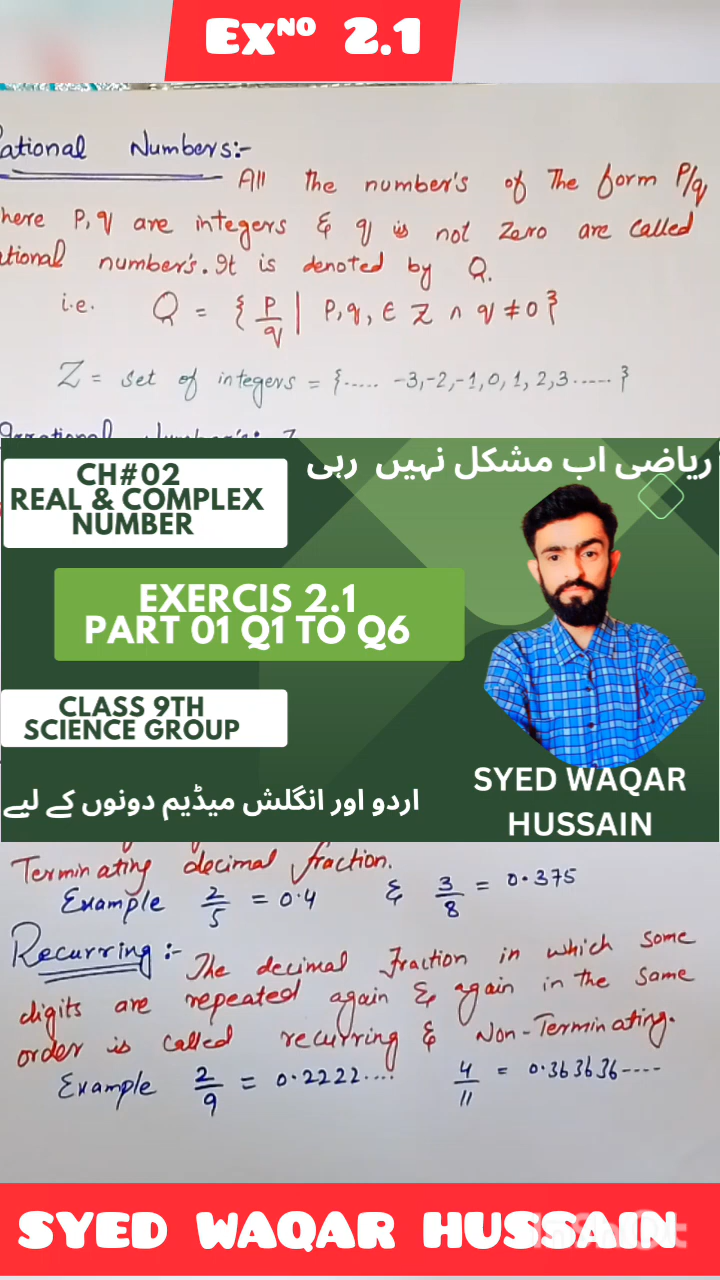 EXNO 2.1
ational Numbers:-
All the number's of The form P/q
here P,q are integers & q is not Zero are called
tional number's. It is denoted by Q.
i.e. Q = { P/q | P,q, ∈ Z ∧ q ≠ 0 }
Z = set of integers = {..... -3,-2,-1,0,1,2,3..... }
CH#02
REAL & COMPLEX
NUMBER
ریاضی اب مشکل نہیں رہی
EXERCIS 2.1
PART 01 Q1 TO Q6
CLASS 9TH
SCIENCE GROUP
اردو اور انگلش میڈیم دونوں کے لیے
SYED WAQAR
HUSSAIN
Terminating decimal fraction.
Example 2/5 = 0.4 & 3/8 = 0.375
Recurring:- The decimal Fraction in which some
digits are repeated again & again in the same
order is called recurring & Non-Terminating.
Example 2/9 = 0.2222.... 4/11 = 0.363636----
SYED WAQAR HUSSAIN